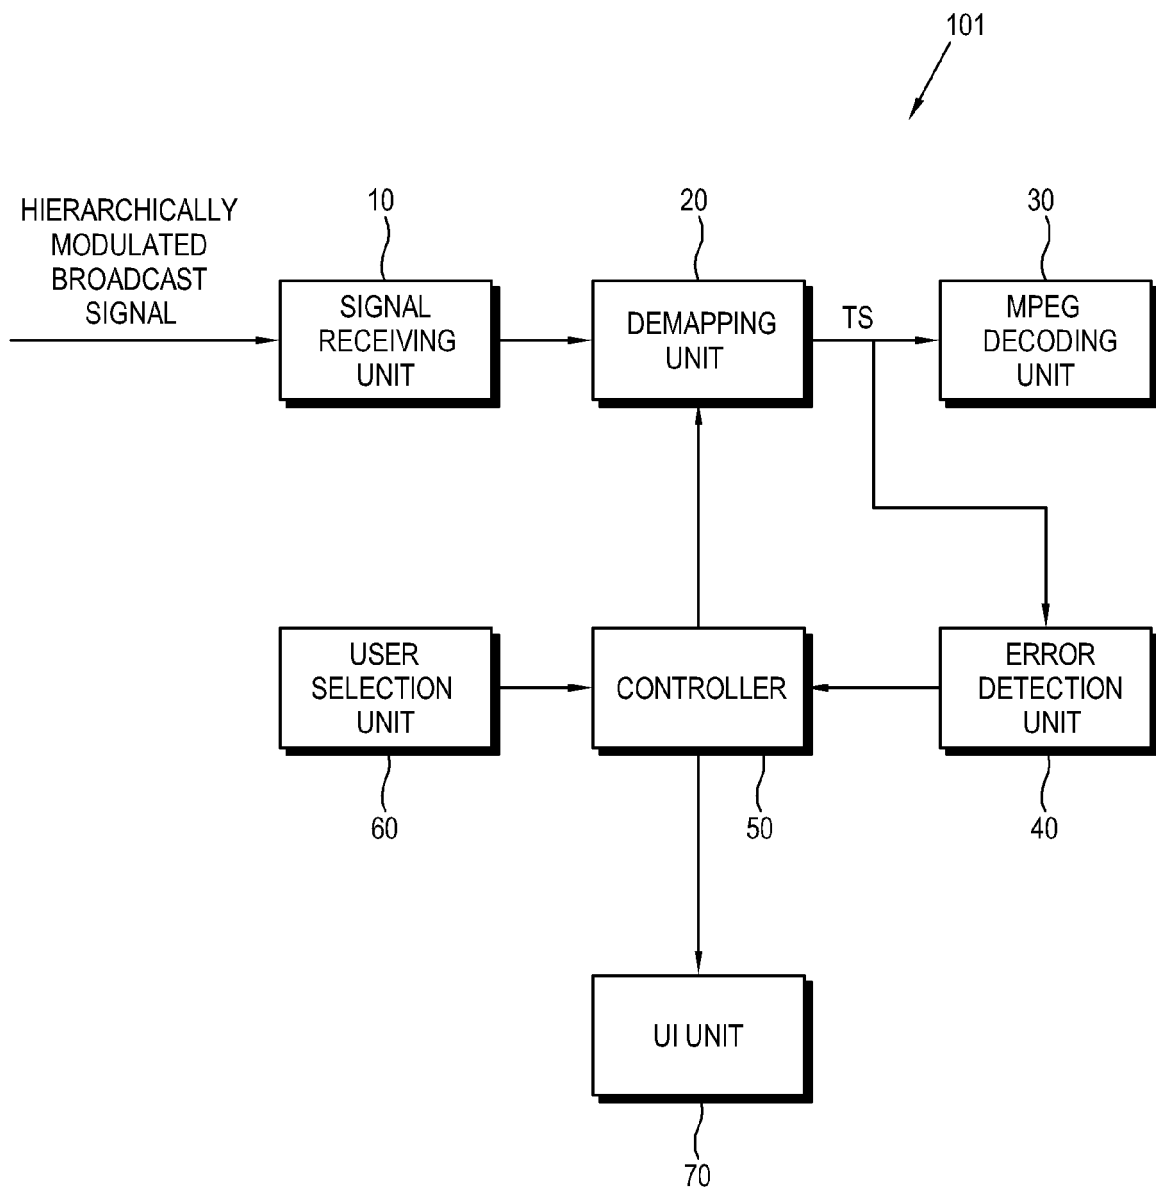 101
HIERARCHICALLY
MODULATED
BROADCAST
SIGNAL
10
20
30
SIGNAL
RECEIVING
UNIT
DEMAPPING
UNIT
TS
MPEG
DECODING
UNIT
USER
SELECTION
UNIT
CONTROLLER
ERROR
DETECTION
UNIT
60
50
40
UI UNIT
70